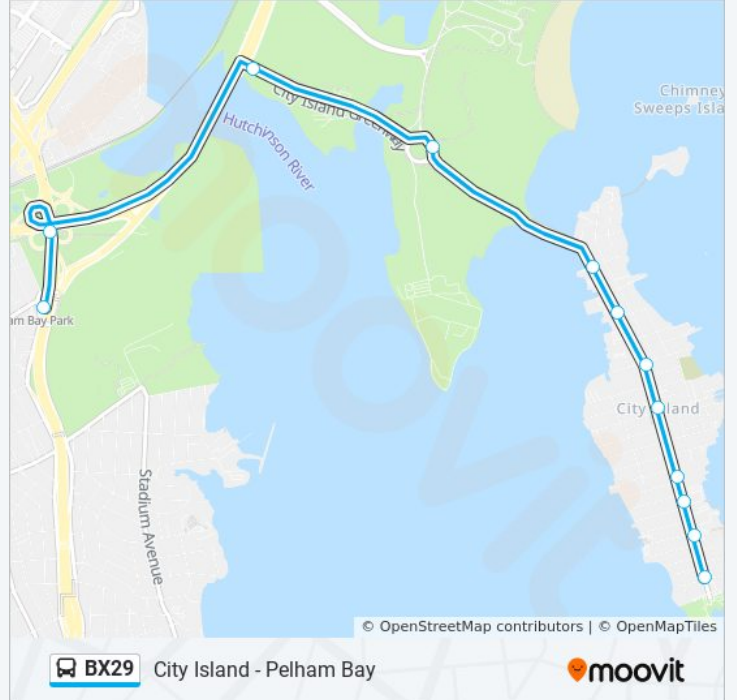 Chimney
Sweeps Isla
City Island Greenway
Hutchinson River
am Bay Park
City Island
Stadium Avenue
moovit
© OpenStreetMap contributors | © OpenMapTiles
BX29 City Island - Pelham Bay
moovit